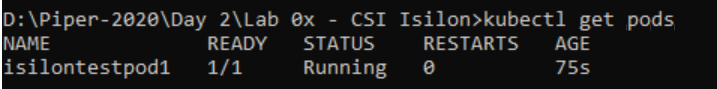 D:\Piper-2020\Day 2\Lab 0x - CSI Isilon>kubectl get pods
NAME READY STATUS RESTARTS AGE
isilontestpod1 1/1 Running 0 75s